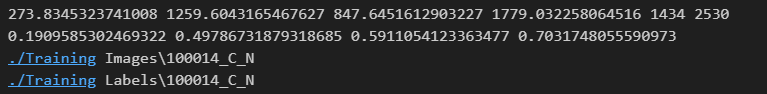 273.8345323741008 1259.6043165467627 847.6451612903227 1779.032258064516 1434 2530
0.1909585302469322 0.49786731879318685 0.5911054123363477 0.7031748055590973
./Training Images\100014_C_N
./Training Labels\100014_C_N